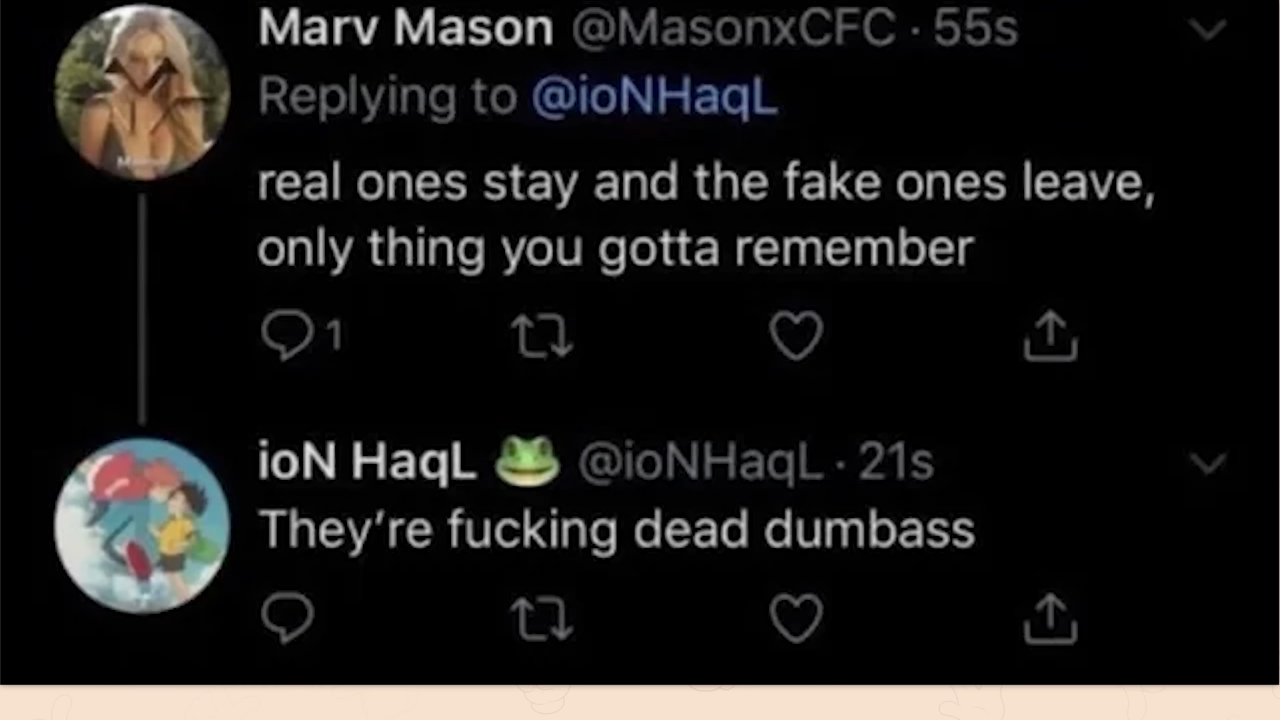 Marv Mason @MasonxCFC · 55s
Replying to @ioNHaqL
real ones stay and the fake ones leave,
only thing you gotta remember
1
ioN HaqL 🐸 @ioNHaqL · 21s
They're fucking dead dumbass